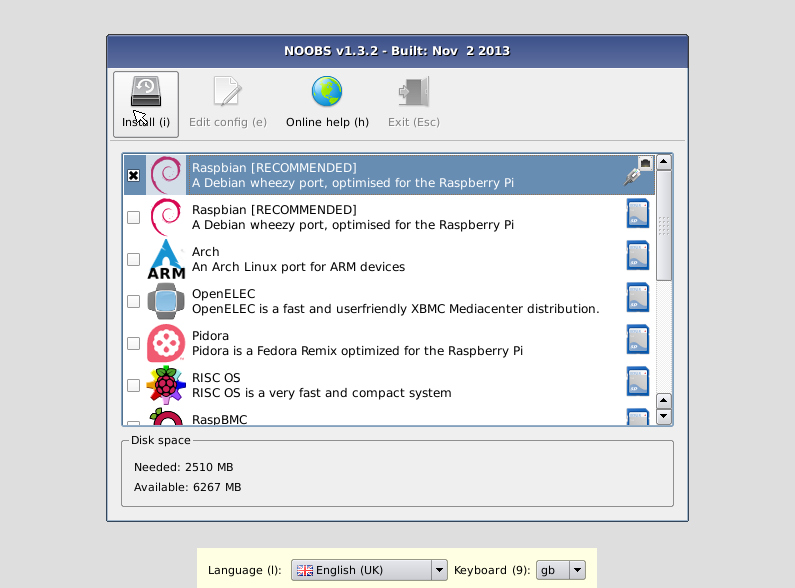 NOOBS v1.3.2 - Built: Nov  2 2013
Install (i)
Edit config (e)
Online help (h)
Exit (Esc)
Raspbian [RECOMMENDED]
A Debian wheezy port, optimised for the Raspberry Pi
Raspbian [RECOMMENDED]
A Debian wheezy port, optimised for the Raspberry Pi
ARM
Arch
An Arch Linux port for ARM devices
OpenELEC
OpenELEC is a fast and userfriendly XBMC Mediacenter distribution.
Pidora
Pidora is a Fedora Remix optimized for the Raspberry Pi
RISC OS
RISC OS is a very fast and compact system
RaspBMC
Disk space
Needed: 2510 MB
Available: 6267 MB
Language (l): English (UK) Keyboard (9): gb